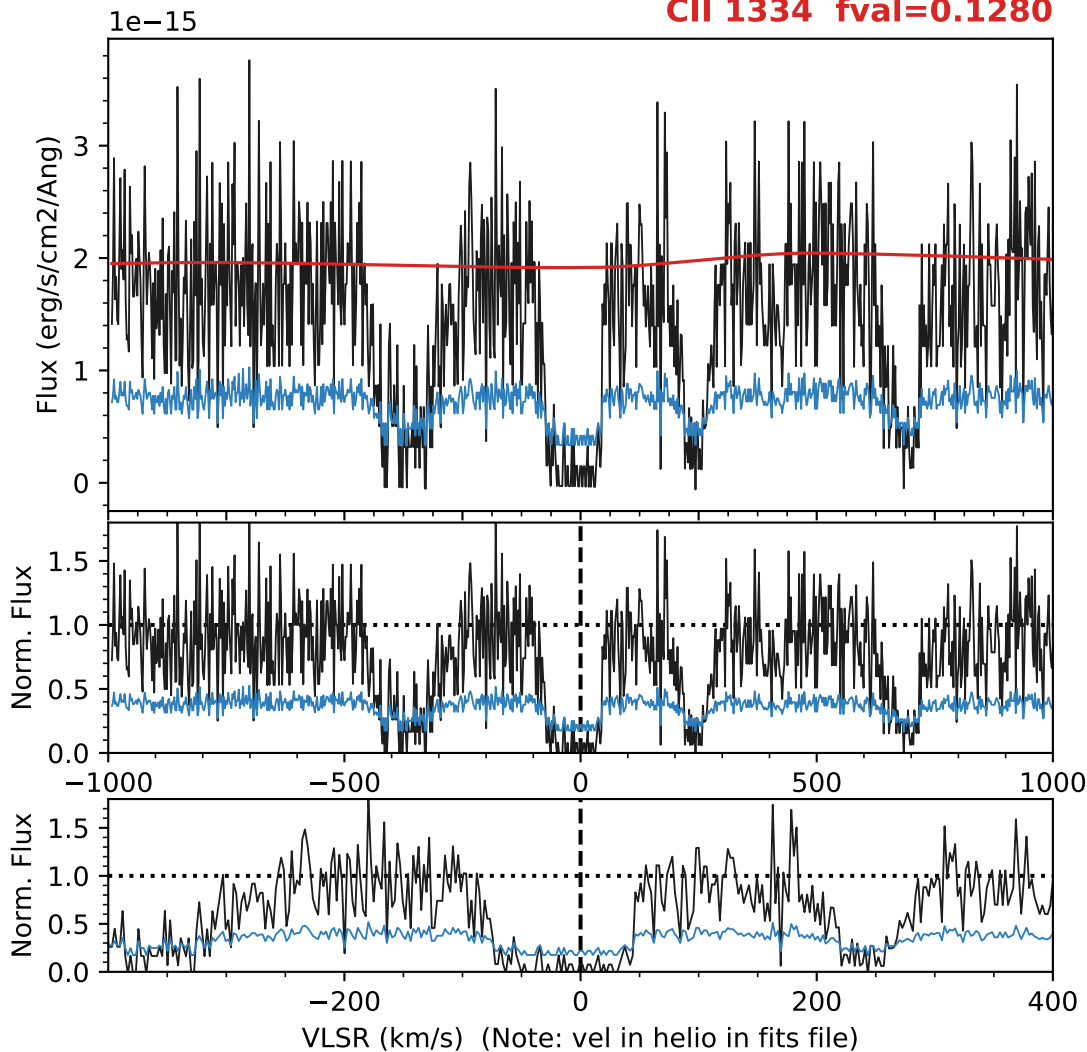 CII 1334 fval=0.1280
1e−15
3
2
1
0
Flux (erg/s/cm2/Ang)
1.5
1.0
0.5
0.0
Norm. Flux
−1000 −500 0 500 1000
1.5
1.0
0.5
0.0
Norm. Flux
−200 0 200 400
VLSR (km/s) (Note: vel in helio in fits file)